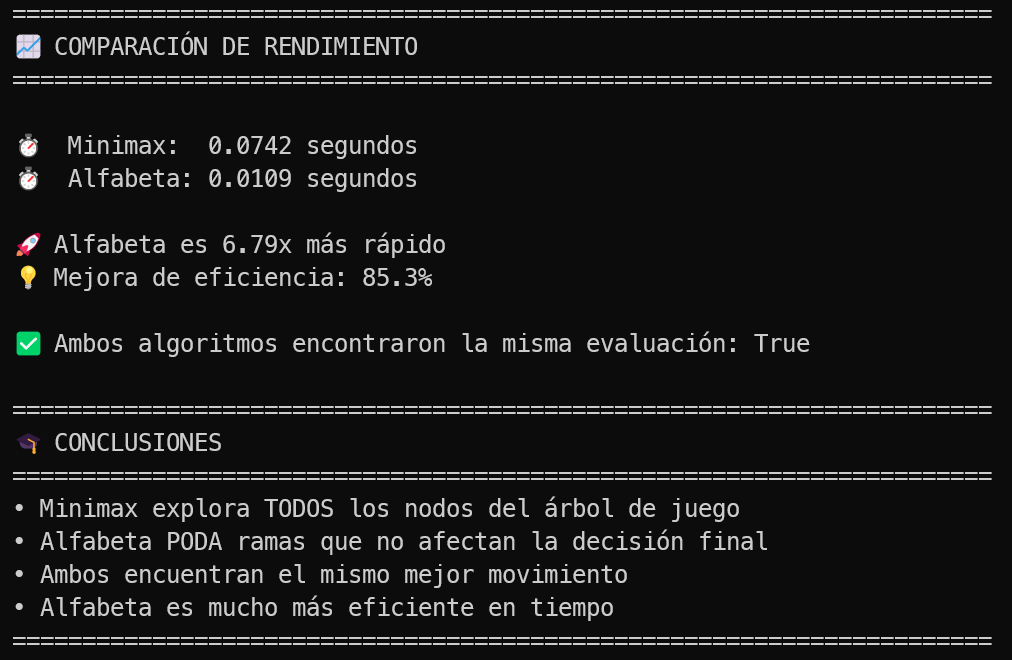 ======================================================================
📈 COMPARACIÓN DE RENDIMIENTO
======================================================================
⏱️  Minimax:  0.0742 segundos
⏱️  Alfabeta: 0.0109 segundos
🚀 Alfabeta es 6.79x más rápido
💡 Mejora de eficiencia: 85.3%
✅ Ambos algoritmos encontraron la misma evaluación: True
======================================================================
🎓 CONCLUSIONES
======================================================================
• Minimax explora TODOS los nodos del árbol de juego
• Alfabeta PODA ramas que no afectan la decisión final
• Ambos encuentran el mismo mejor movimiento
• Alfabeta es mucho más eficiente en tiempo
======================================================================